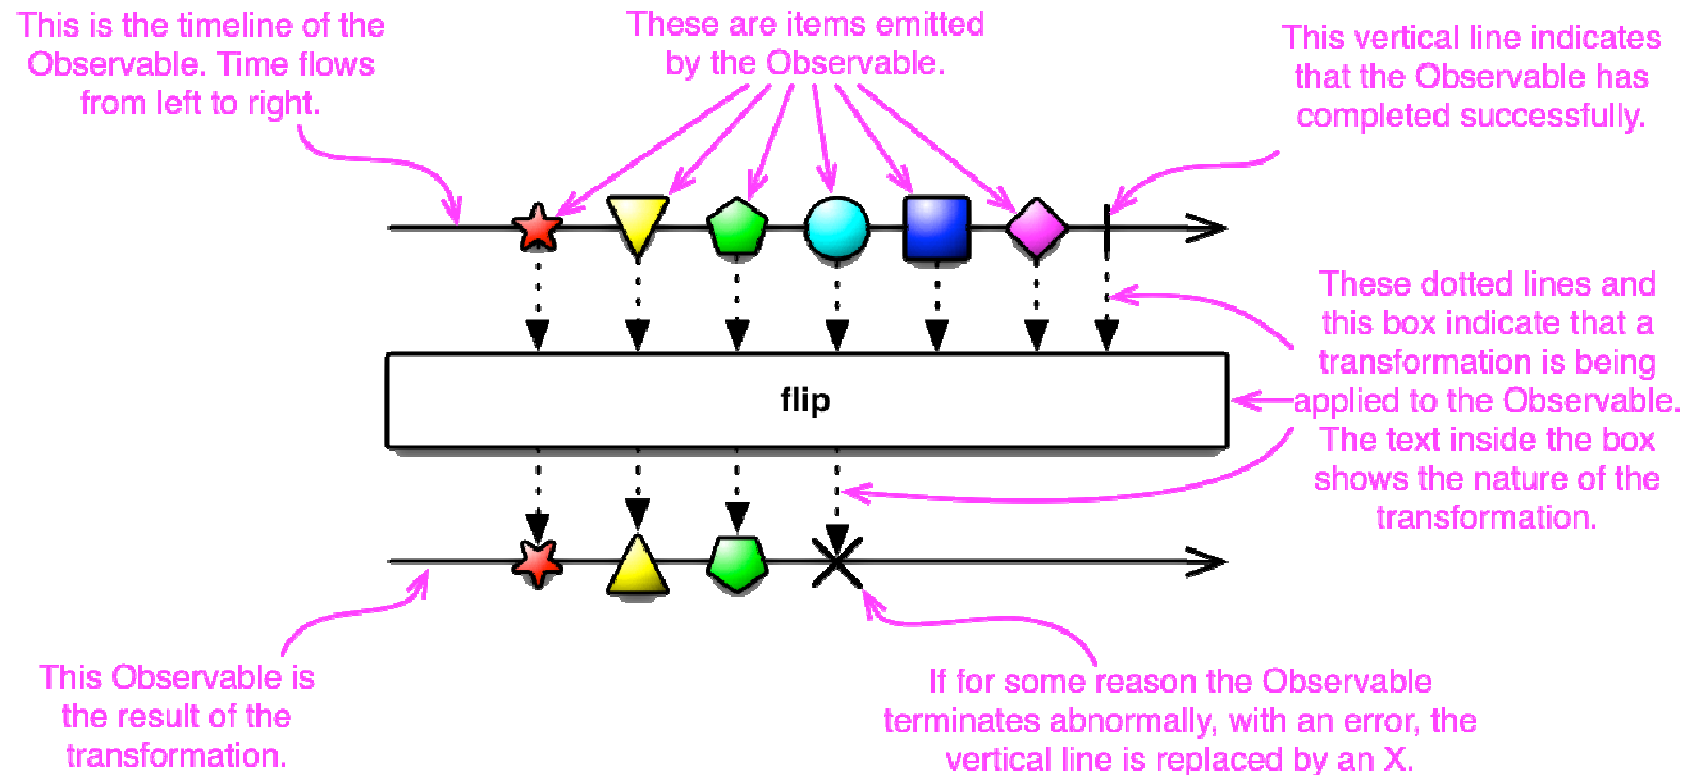 This is the timeline of the
Observable. Time flows
from left to right.
These are items emitted
by the Observable.
This vertical line indicates
that the Observable has
completed successfully.
These dotted lines and
this box indicate that a
transformation is being
applied to the Observable.
The text inside the box
shows the nature of the
transformation.
flip
This Observable is
the result of the
transformation.
If for some reason the Observable
terminates abnormally, with an error, the
vertical line is replaced by an X.